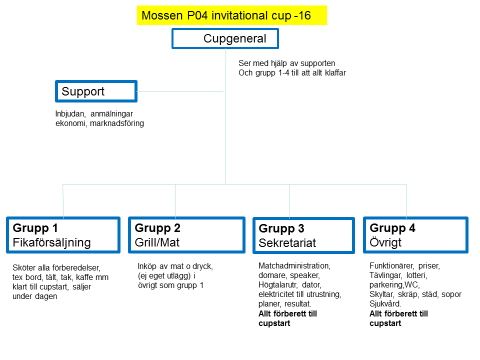 Mossen P04 invitational cup -16
Cupgeneral
Ser med hjälp av supporten
Och grupp 1-4 till att allt klaffar
Support
Inbjudan, anmälningar
ekonomi, marknadsföring
Grupp 1
Fikaförsäljning
Sköter alla förberedelser,
tex bord, tält, tak, kaffe mm
klart till cupstart, säljer
under dagen
Grupp 2
Grill/Mat
Inköp av mat o dryck,
(ej eget utlägg) i
övrigt som grupp 1
Grupp 3
Sekretariat
Matchadministration,
domare, speaker,
Högtalarutr, dator,
elektricitet till utrustning,
planer, resultat.
Allt förberett till
cupstart
Grupp 4
Övrigt
Funktionärer, priser,
Tävlingar, lotteri,
parkering,WC,
Skyltar, skräp, städ, sopor
Sjukvård.
Allt förberett till
cupstart